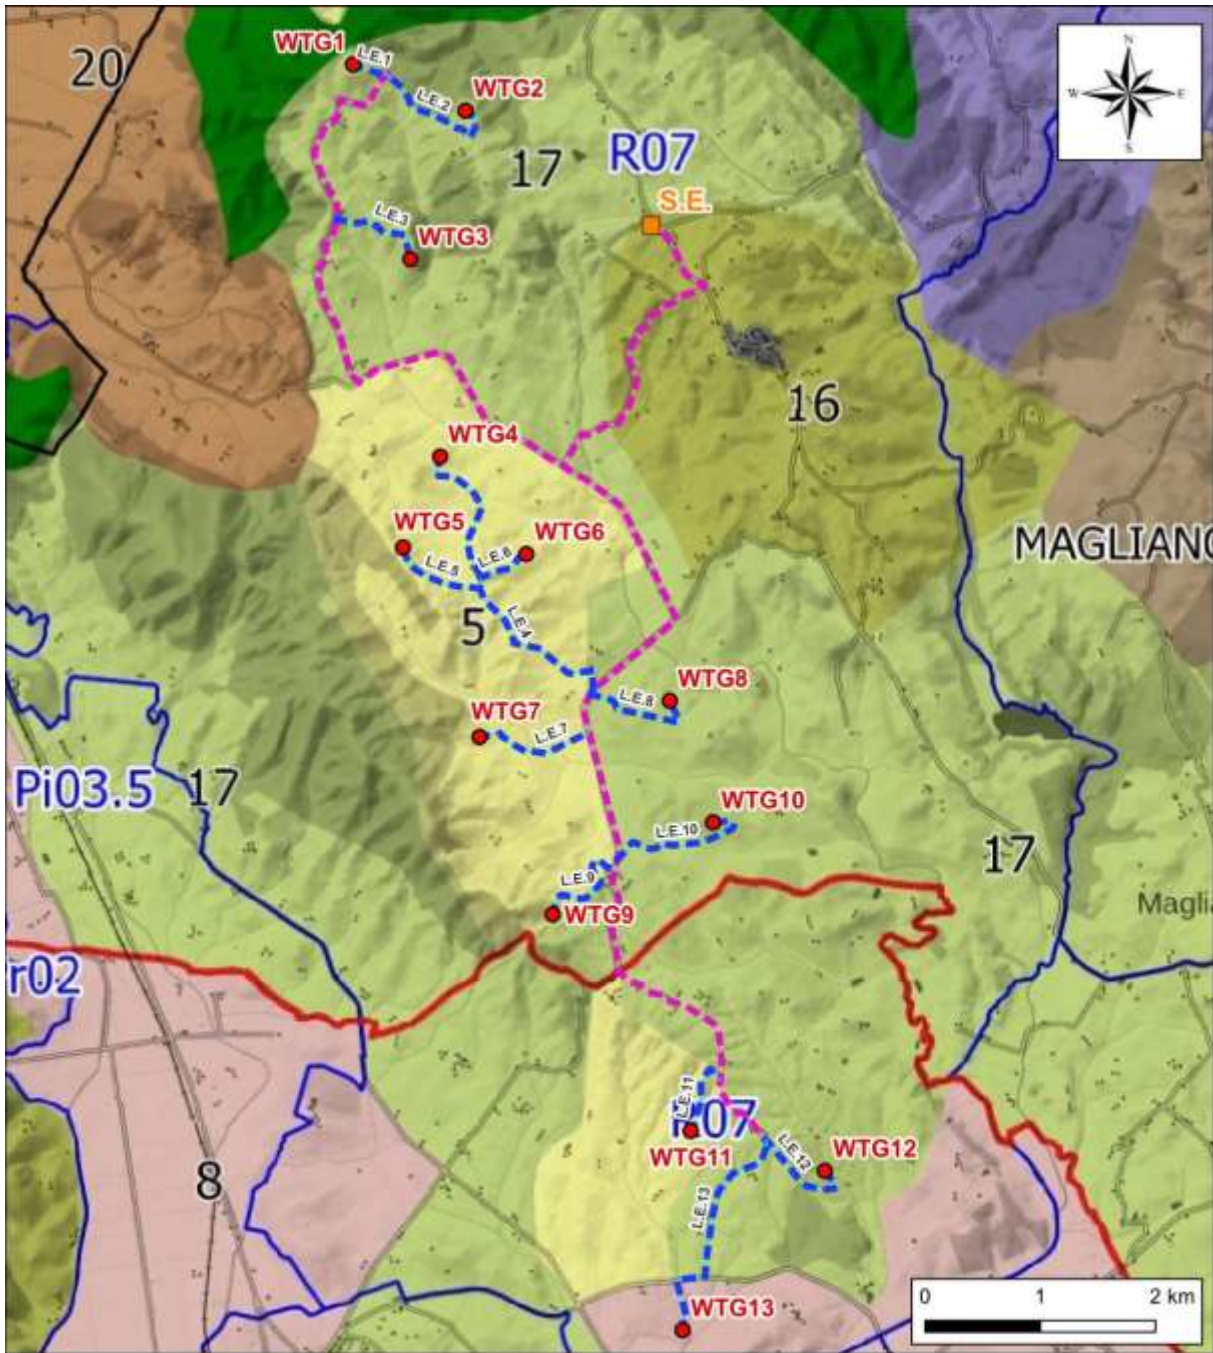 WTG1
L.E.1
20
N
W
E
S
L.E.2
WTG2
R07
17
S.E.
L.E.3
WTG3
16
WTG4
WTG5
WTG6
L.E.6
L.E.5
MAGLIANO
5
L.E.4
WTG8
L.E.8
WTG7
L.E.7
Pi03.5
17
WTG10
L.E.10
17
L.E.9
WTG9
Maglia
r02
L.E.11
R07
WTG11
L.E.12
WTG12
8
L.E.13
0
1
2 km
WTG13